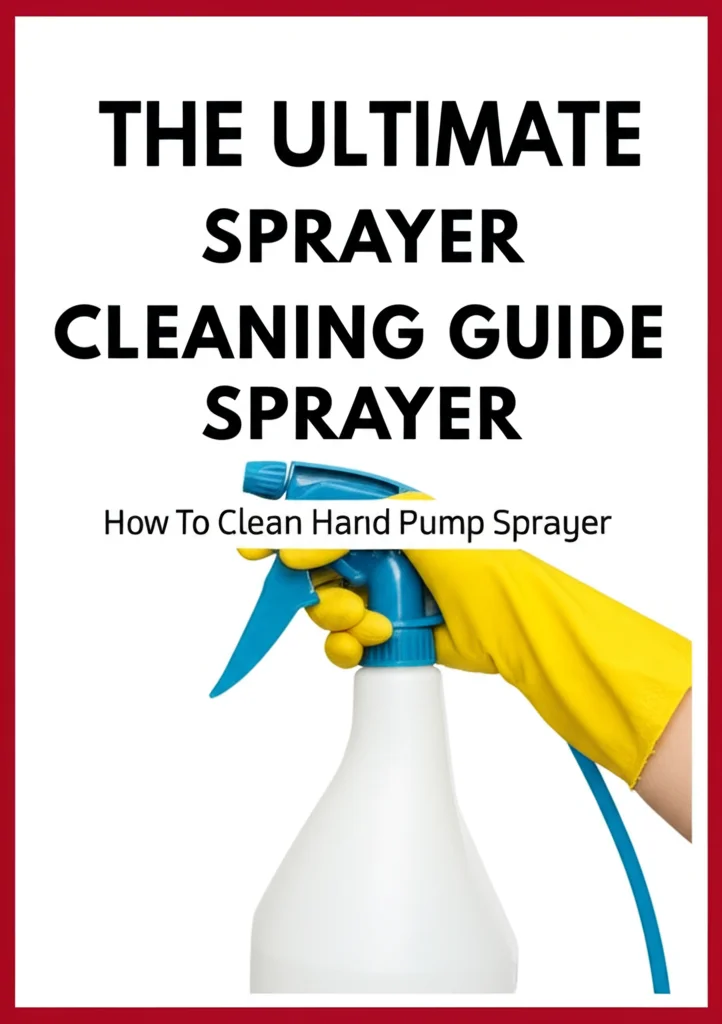 THE ULTIMATE
SPRAYER
CLEANING GUIDE
SPRAYER
How To Clean Hand Pump Sprayer